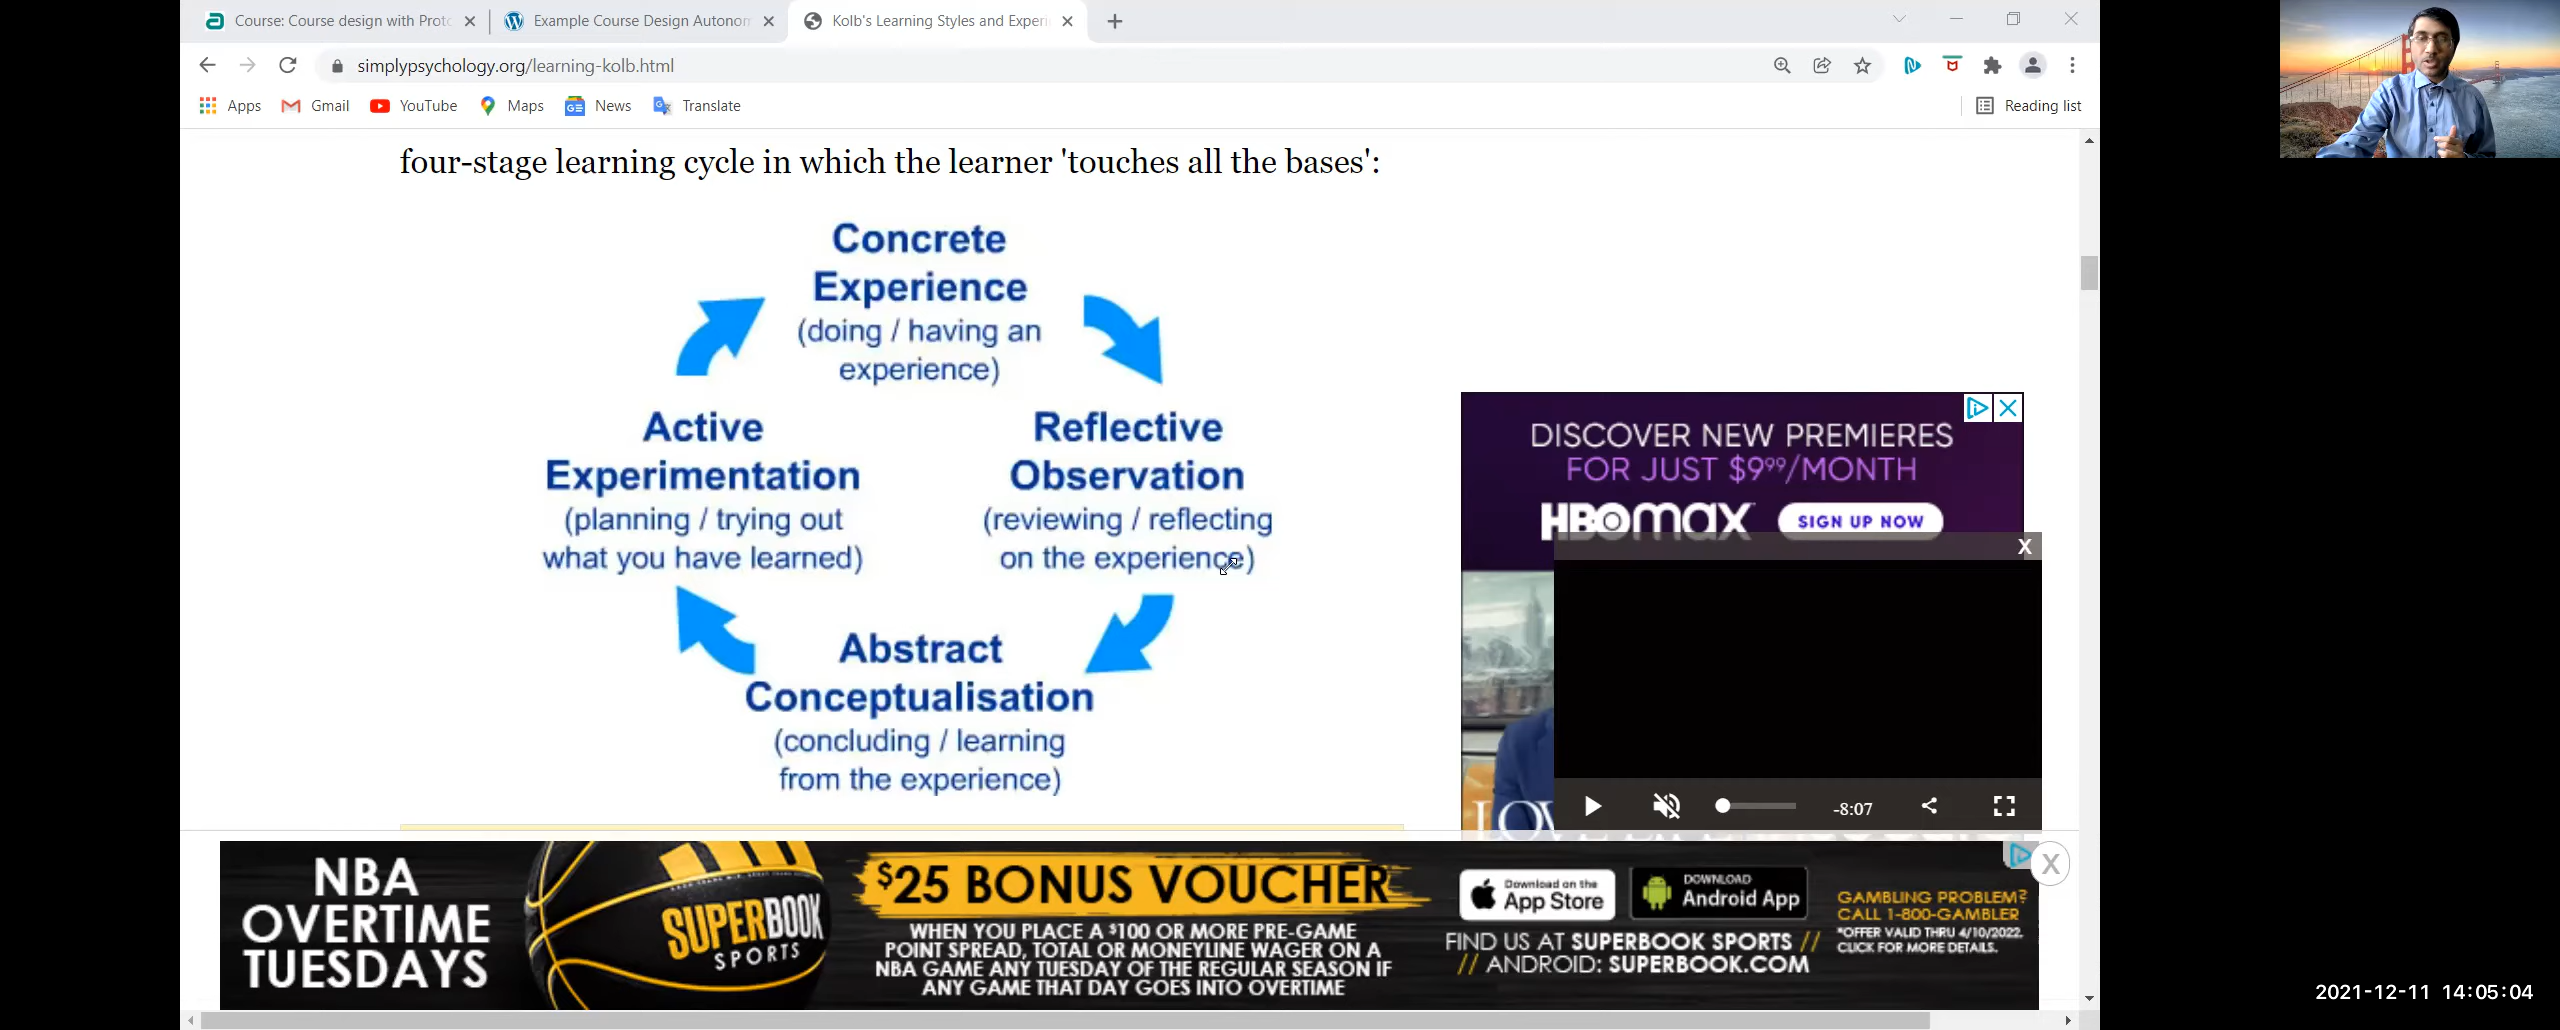 Course: Course design with Proto
Example Course Design Autonom
Kolb's Learning Styles and Experi
simplypsychology.org/learning-kolb.html
Apps
Gmail
YouTube
Maps
News
Translate
Reading list
four-stage learning cycle in which the learner 'touches all the bases':
Concrete
Experience
(doing / having an
experience)
Active
Experimentation
(planning / trying out
what you have learned)
Reflective
Observation
(reviewing / reflecting
on the experience)
Abstract
Conceptualisation
(concluding / learning
from the experience)
DISCOVER NEW PREMIERES
FOR JUST $9⁹⁹/MONTH
HBOMAX SIGN UP NOW
X
-8:07
NBA
OVERTIME
TUESDAYS
SUPERBOOK
SPORTS
$25 BONUS VOUCHER
WHEN YOU PLACE A $100 OR MORE PRE-GAME
POINT SPREAD, TOTAL OR MONEYLINE WAGER ON A
NBA GAME ANY TUESDAY OF THE REGULAR SEASON IF
ANY GAME THAT DAY GOES INTO OVERTIME
Download on the
App Store
DOWNLOAD
Android App
FIND US AT SUPERBOOK SPORTS //
// ANDROID: SUPERBOOK.COM
GAMBLING PROBLEM?
CALL 1-800-GAMBLER
*OFFER VALID THRU 4/10/2022.
CLICK FOR MORE DETAILS.
X
2021-12-11 14:05:04